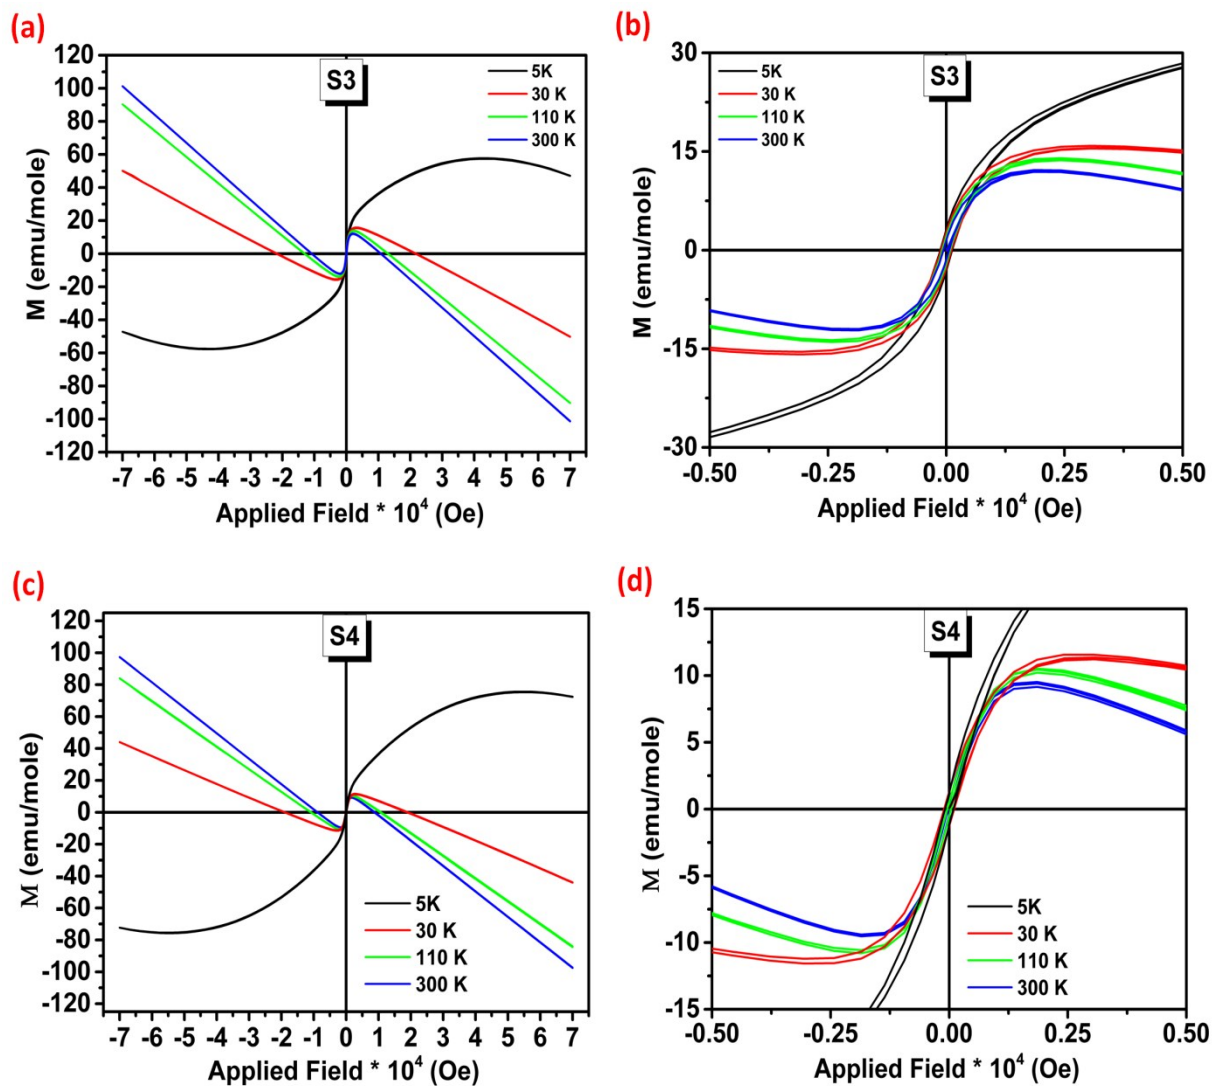 (a)
S3
5K
30 K
110 K
300 K
120
100
80
60
40
20
0
-20
-40
-60
-80
-100
-120
M (emu/mole)
-7 -6 -5 -4 -3 -2 -1 0 1 2 3 4 5 6 7
Applied Field * 10⁴ (Oe)
(b)
S3
5K
30 K
110 K
300 K
30
15
0
-15
-30
M (emu/mole)
-0.50 -0.25 0.00 0.25 0.50
Applied Field * 10⁴ (Oe)
(c)
S4
120
100
80
60
40
20
0
-20
-40
-60
-80
-100
-120
M (emu/mole)
5K
30 K
110 K
300 K
-7 -6 -5 -4 -3 -2 -1 0 1 2 3 4 5 6 7
Applied Field * 10⁴ (Oe)
(d)
S4
15
10
5
0
-5
-10
-15
M (emu/mole)
5K
30 K
110 K
300 K
-0.50 -0.25 0.00 0.25 0.50
Applied Field * 10⁴ (Oe)